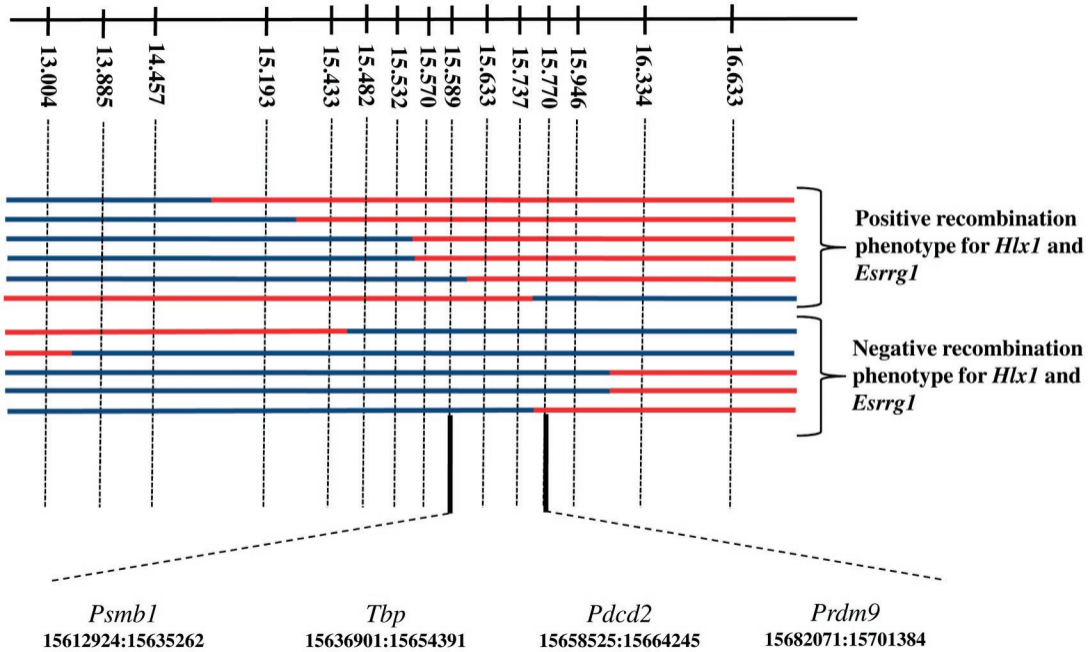 13.004
13.885
14.457
15.193
15.433
15.482
15.532
15.570
15.589
15.633
15.737
15.770
15.946
16.334
16.633
Positive recombination
phenotype for Hlx1 and
Esrrg1
Negative recombination
phenotype for Hlx1 and
Esrrg1
Psmb1 Tbp Pdcd2 Prdm9
15612924:15635262 15636901:15654391 15658525:15664245 15682071:15701384